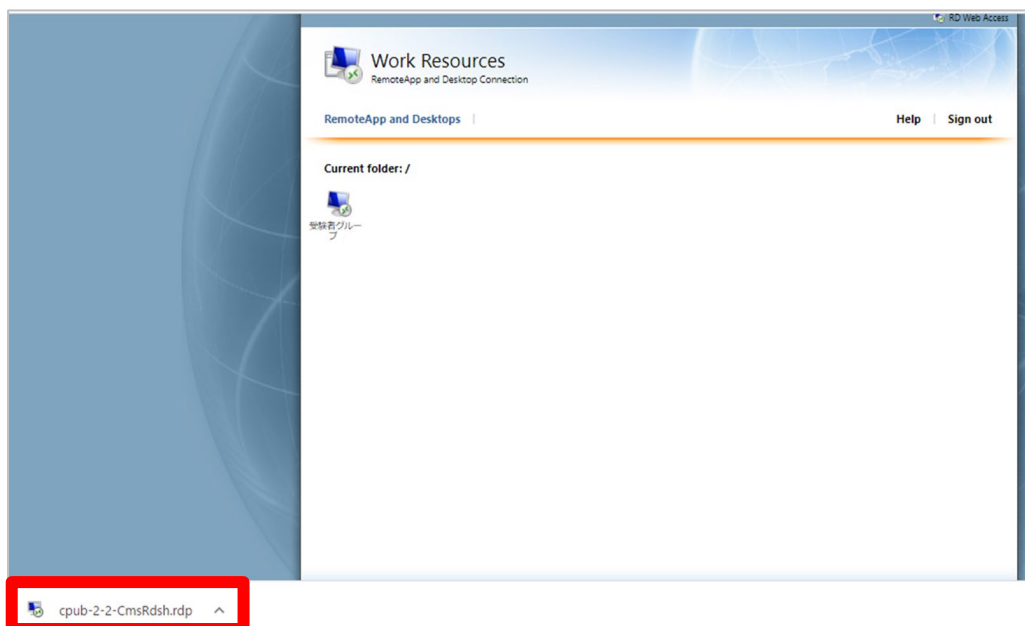 RD Web Access
Work Resources
RemoteApp and Desktop Connection
RemoteApp and Desktops
Help
Sign out
Current folder: /
受験者グルー
プ
cpub-2-2-CmsRdsh.rdp